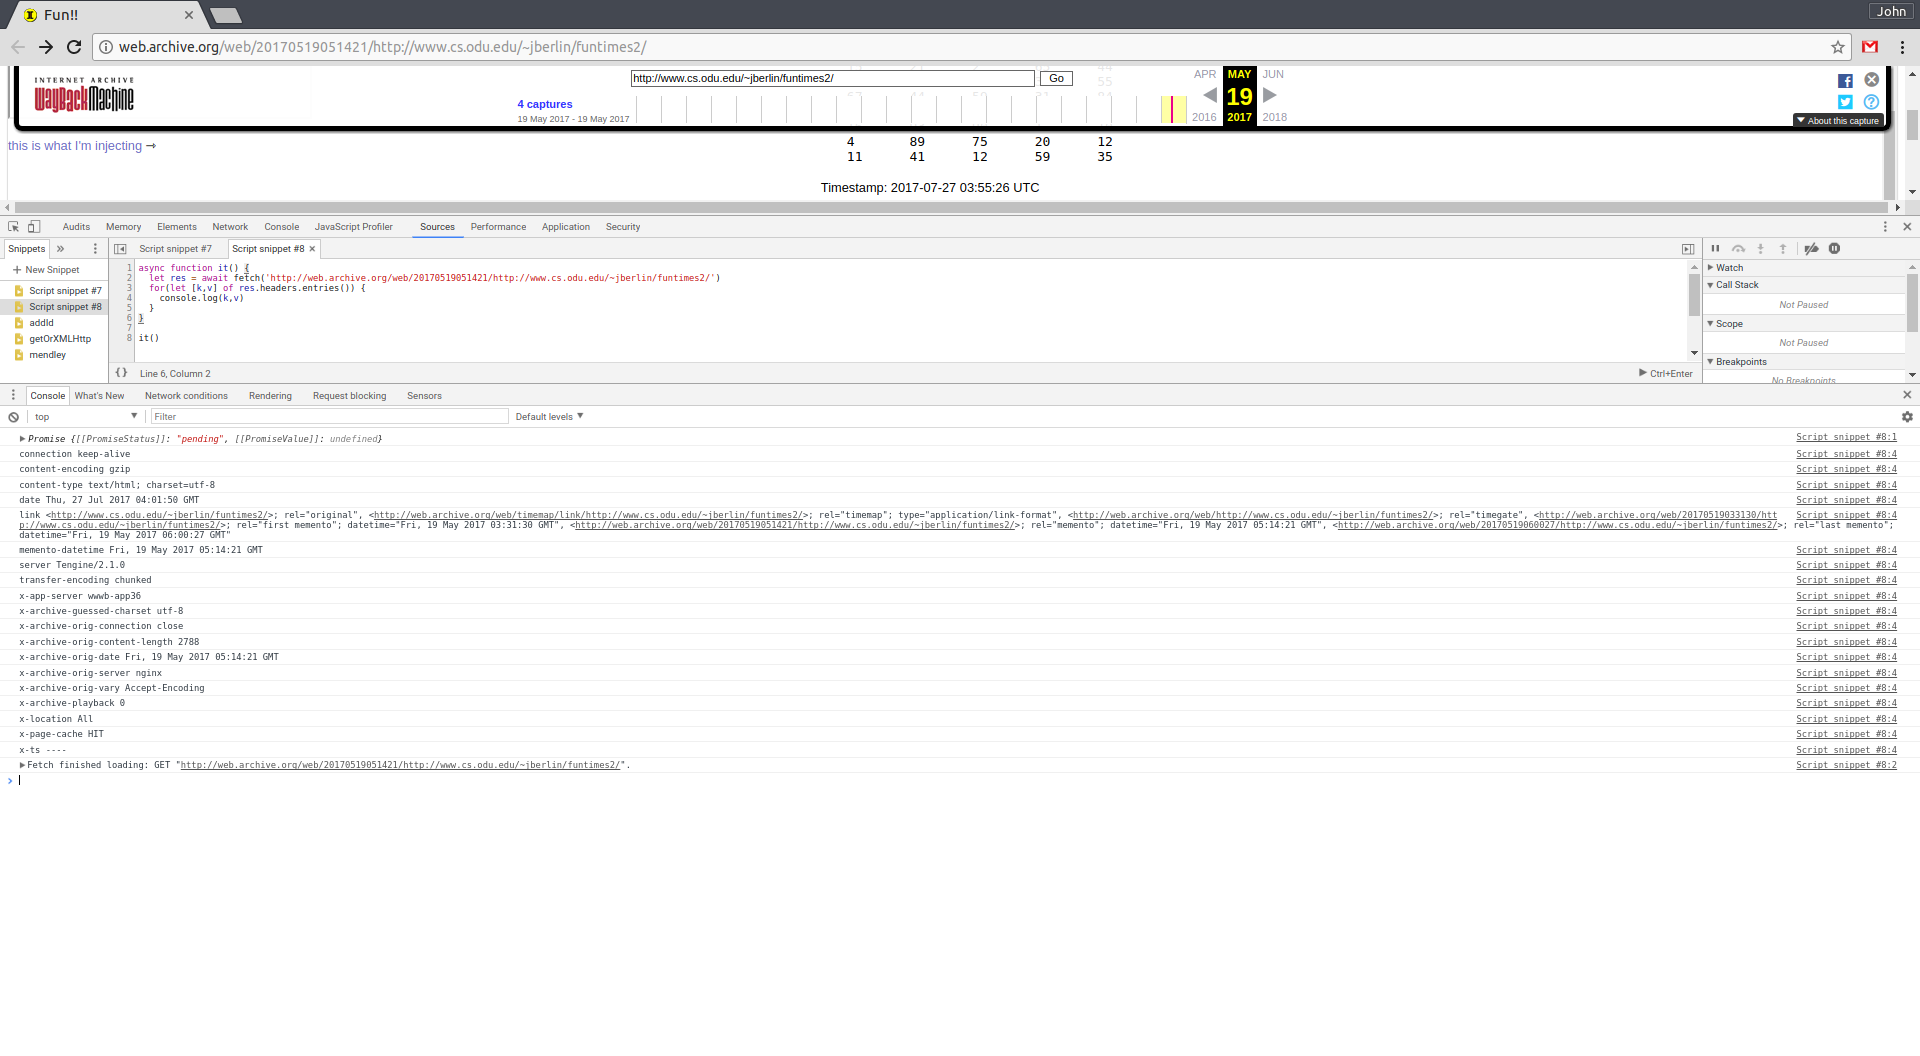 Fun!!
John
web.archive.org/web/20170519051421/http://www.cs.odu.edu/~jberlin/funtimes2/
INTERNET ARCHIVE
WayBackMachine
http://www.cs.odu.edu/~jberlin/funtimes2/
Go
APR MAY JUN
4 captures
19
19 May 2017 - 19 May 2017
2016 2017 2018
About this capture
this is what I'm injecting →
4 89 75 20 12
11 41 12 59 35
Timestamp: 2017-07-27 03:55:26 UTC
Audits Memory Elements Network Console JavaScript Profiler Sources Performance Application Security
Snippets »
Script snippet #7 Script snippet #8 ×
+ New Snippet
Script snippet #7
Script snippet #8
addId
getOrXMLHttp
mendley
1 async function it() {
2 let res = await fetch('http://web.archive.org/web/20170519051421/http://www.cs.odu.edu/~jberlin/funtimes2/')
3 for(let [k,v] of res.headers.entries()) {
4 console.log(k,v)
5 }
6 }
7
8 it()
{} Line 6, Column 2
Ctrl+Enter
Watch
Call Stack
Not Paused
Scope
Not Paused
Breakpoints
No Breakpoints
Console What's New Network conditions Rendering Request blocking Sensors
top
Filter
Default levels
Promise {[[PromiseStatus]]: "pending", [[PromiseValue]]: undefined} Script snippet #8:1
connection keep-alive Script snippet #8:4
content-encoding gzip Script snippet #8:4
content-type text/html; charset=utf-8 Script snippet #8:4
date Thu, 27 Jul 2017 04:01:50 GMT Script snippet #8:4
link <http://www.cs.odu.edu/~jberlin/funtimes2/>; rel="original", <http://web.archive.org/web/timemap/link/http://www.cs.odu.edu/~jberlin/funtimes2/>; rel="timemap"; type="application/link-format", <http://web.archive.org/web/http://www.cs.odu.edu/~jberlin/funtimes2/>; rel="timegate", <http://web.archive.org/web/20170519033130/htt Script snippet #8:4
p://www.cs.odu.edu/~jberlin/funtimes2/>; rel="first memento"; datetime="Fri, 19 May 2017 03:31:30 GMT", <http://web.archive.org/web/20170519051421/http://www.cs.odu.edu/~jberlin/funtimes2/>; rel="memento"; datetime="Fri, 19 May 2017 05:14:21 GMT", <http://web.archive.org/web/20170519060027/http://www.cs.odu.edu/~jberlin/funtimes2/>; rel="last memento";
datetime="Fri, 19 May 2017 06:00:27 GMT"
memento-datetime Fri, 19 May 2017 05:14:21 GMT Script snippet #8:4
server Tengine/2.1.0 Script snippet #8:4
transfer-encoding chunked Script snippet #8:4
x-app-server wwwb-app36 Script snippet #8:4
x-archive-guessed-charset utf-8 Script snippet #8:4
x-archive-orig-connection close Script snippet #8:4
x-archive-orig-content-length 2788 Script snippet #8:4
x-archive-orig-date Fri, 19 May 2017 05:14:21 GMT Script snippet #8:4
x-archive-orig-server nginx Script snippet #8:4
x-archive-orig-vary Accept-Encoding Script snippet #8:4
x-archive-playback 0 Script snippet #8:4
x-location All Script snippet #8:4
x-page-cache HIT Script snippet #8:4
x-ts ---- Script snippet #8:4
Fetch finished loading: GET "http://web.archive.org/web/20170519051421/http://www.cs.odu.edu/~jberlin/funtimes2/". Script snippet #8:2